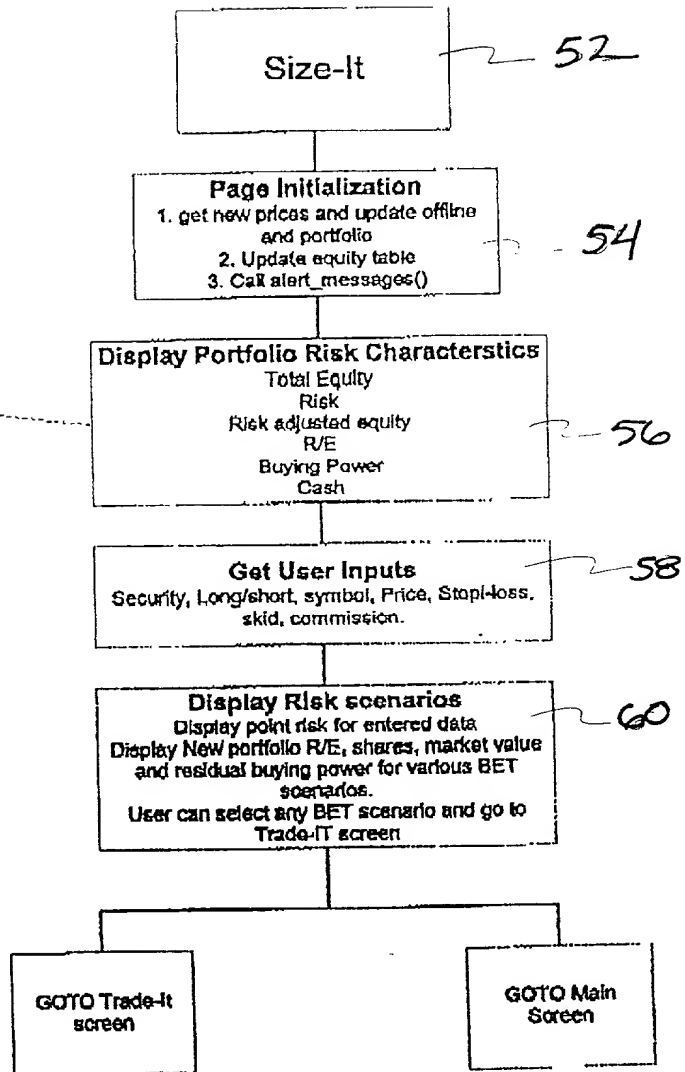 Size-It
52
Page Initialization
1. get new prices and update offline
and portfolio
2. Update equity table
3. Call alert_messages()
54
Display Portfolio Risk Characterstics
Total Equity
Risk
Risk adjusted equity
R/E
Buying Power
Cash
56
Get User Inputs
Security, Long/short, symbol, Price, Stopl-loss,
skid, commission.
58
Display Risk scenarios
Display point risk for entered data
Display New portfolio R/E, shares, market value
and residual buying power for various BET
scenarios.
User can select any BET scenario and go to
Trade-IT screen
60
GOTO Trade-It
screen
GOTO Main
Screen